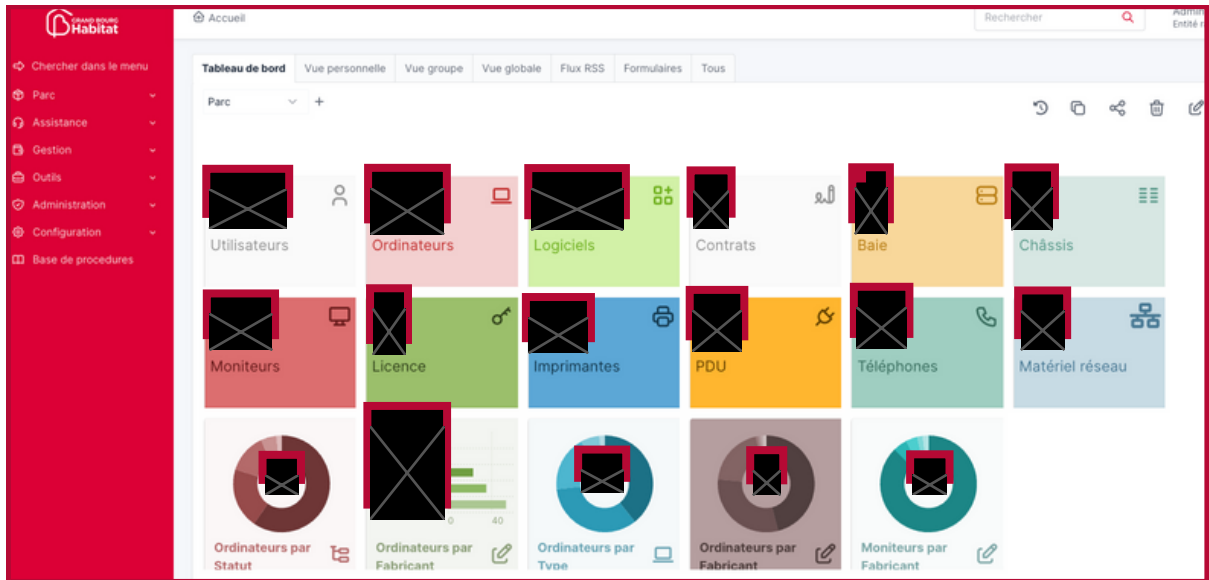 GRAND BOURG
Habitat
Accueil
Rechercher
Admin
Entité r
Chercher dans le menu
Parc
Assistance
Gestion
Outils
Administration
Configuration
Base de procedures
Tableau de bord
Vue personnelle
Vue groupe
Vue globale
Flux RSS
Formulaires
Tous
Parc
Utilisateurs
Ordinateurs
Logiciels
Contrats
Baie
Châssis
Moniteurs
Licence
Imprimantes
PDU
Téléphones
Matériel réseau
0
40
Ordinateurs par
Statut
Ordinateurs par
Fabricant
Ordinateurs par
Type
Ordinateurs par
Fabricant
Moniteurs par
Fabricant